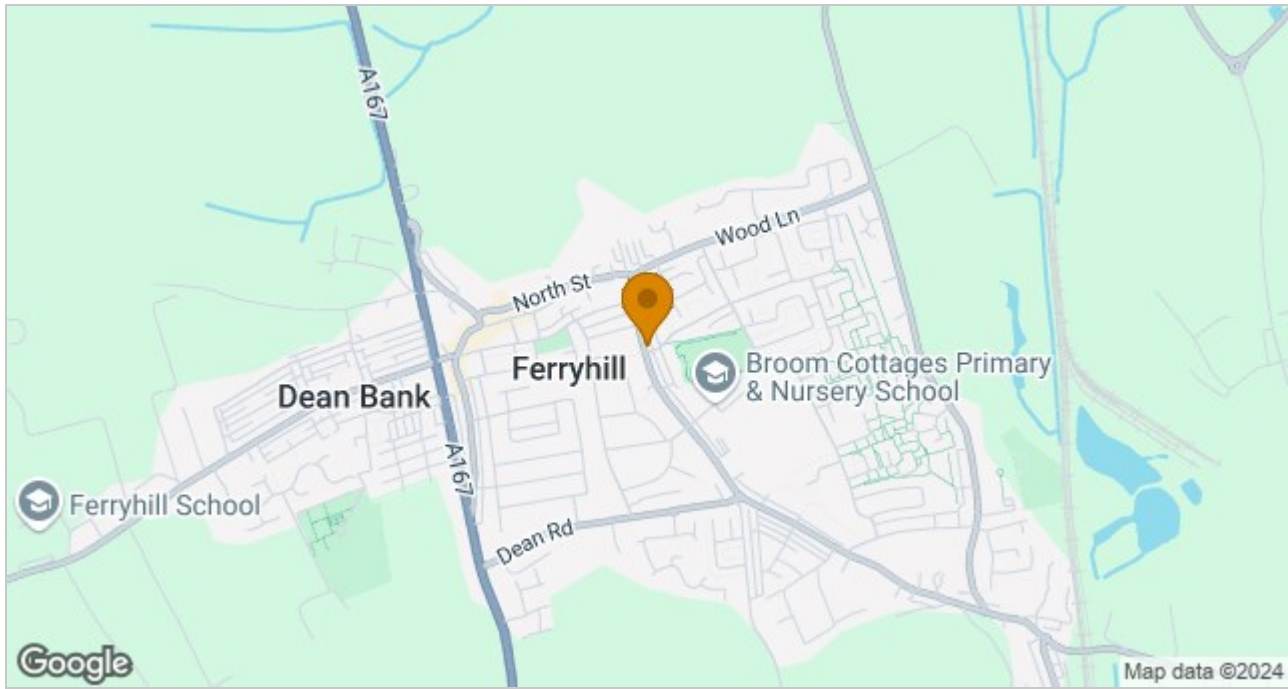 A167
Wood Ln
North St
Ferryhill
Broom Cottages Primary
& Nursery School
Dean Bank
A167
Ferryhill School
Dean Rd
Google
Map data ©2024